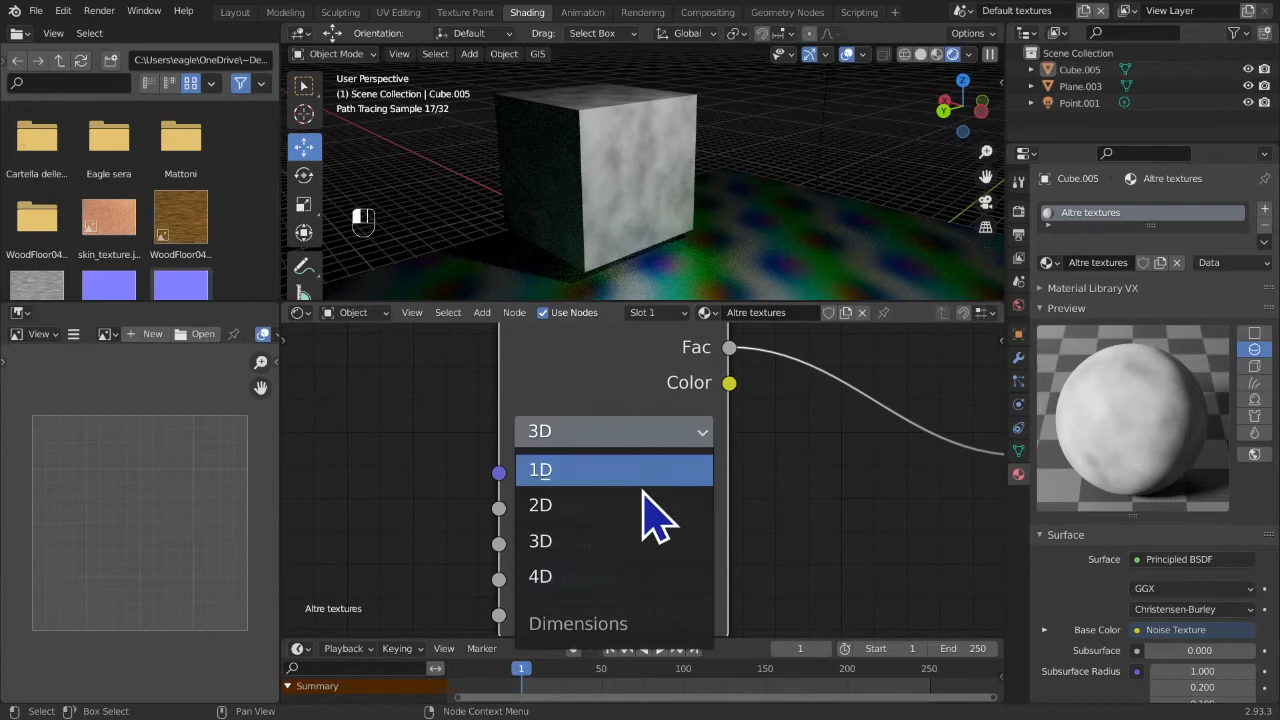 File Edit Render Window Help
Layout Modeling Sculpting UV Editing Texture Paint Shading Animation Rendering Compositing Geometry Nodes Scripting +
Default textures
View Layer
View Select
C:\Users\eagle\OneDrive\~De...
Cartella delle...
Eagle sera
Mattoni
WoodFloor04...
skin_texture.j...
WoodFloor04...
Orientation: Default Drag: Select Box Global Options
Object Mode View Select Add Object GIS
User Perspective
(1) Scene Collection | Cube.005
Path Tracing Sample 17/32
X
Y
Z
Scene Collection
Cube.005
Plane.003
Point.001
Cube.005
Altre textures
Altre textures
Altre textures
Data
Material Library VX
Preview
Surface
Surface Principled BSDF
GGX
Christensen-Burley
Base Color Noise Texture
Subsurface 0.000
Subsurface Radius 1.000
0.200
View New Open
Object View Select Add Node Use Nodes Slot 1 Altre textures
Fac
Color
3D
1D
2D
3D
4D
Dimensions
Altre textures
Playback Keying View Marker 1 Start 1 End 250
1 50 100 150 200 250
Summary
Select Box Select Pan View Node Context Menu 2.93.3